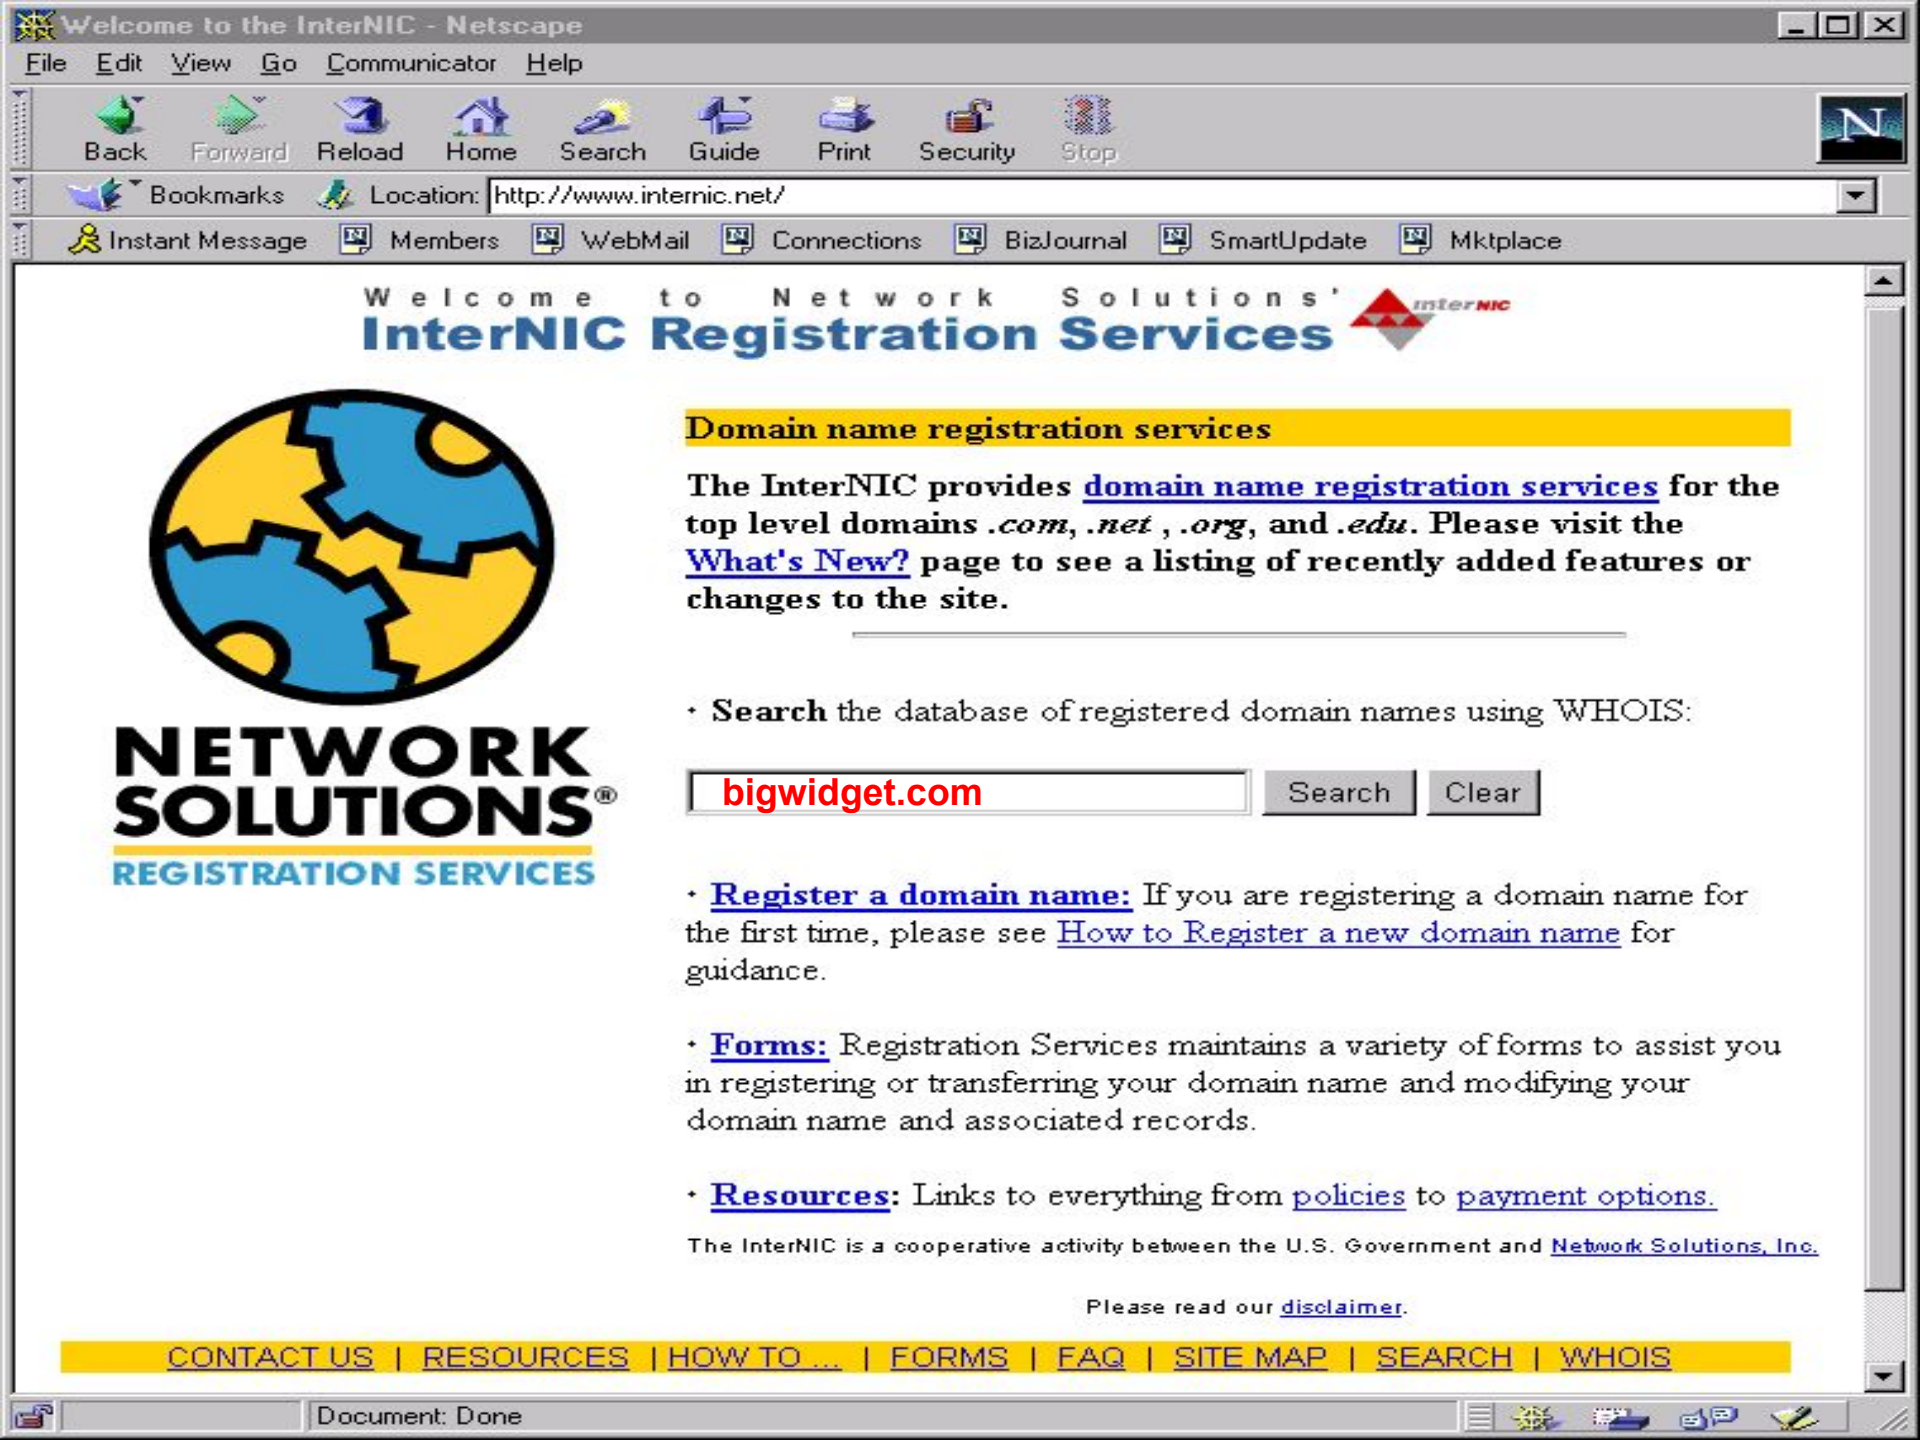 Welcome to the InterNIC - Netscape
File Edit View Go Communicator Help
Back Forward Reload Home Search Guide Print Security Stop
N
Bookmarks Location: http://www.internic.net/
Instant Message Members WebMail Connections BizJournal SmartUpdate Mktplace
Welcome to Network Solutions'
InterNIC Registration Services
InterNIC
NETWORK
SOLUTIONS®
REGISTRATION SERVICES
Domain name registration services
The InterNIC provides domain name registration services for the
top level domains .com, .net , .org, and .edu. Please visit the
What's New? page to see a listing of recently added features or
changes to the site.
· Search the database of registered domain names using WHOIS:
bigwidget.com Search Clear
· Register a domain name: If you are registering a domain name for
the first time, please see How to Register a new domain name for
guidance.
· Forms: Registration Services maintains a variety of forms to assist you
in registering or transferring your domain name and modifying your
domain name and associated records.
· Resources: Links to everything from policies to payment options.
The InterNIC is a cooperative activity between the U.S. Government and Network Solutions, Inc.
Please read our disclaimer.
CONTACT US | RESOURCES | HOW TO ... | FORMS | FAQ | SITE MAP | SEARCH | WHOIS
Document: Done